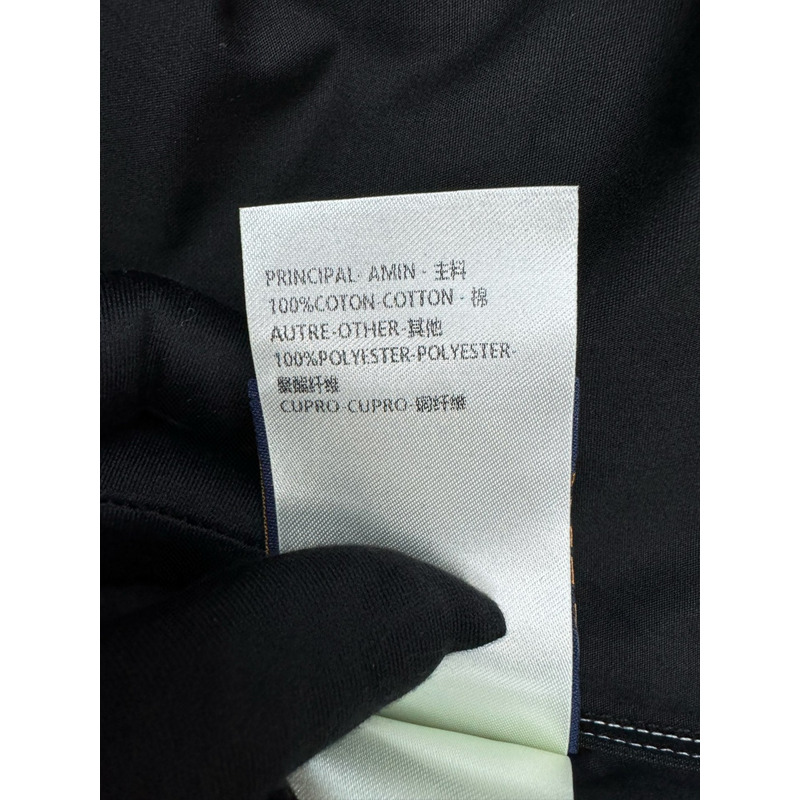 PRINCIPAL- AMIN - 主料
100%COTON-COTTON - 棉
AUTRE-OTHER-其他
100%POLYESTER-POLYESTER-
聚酯纤维
CUPRO-CUPRO-铜纤维